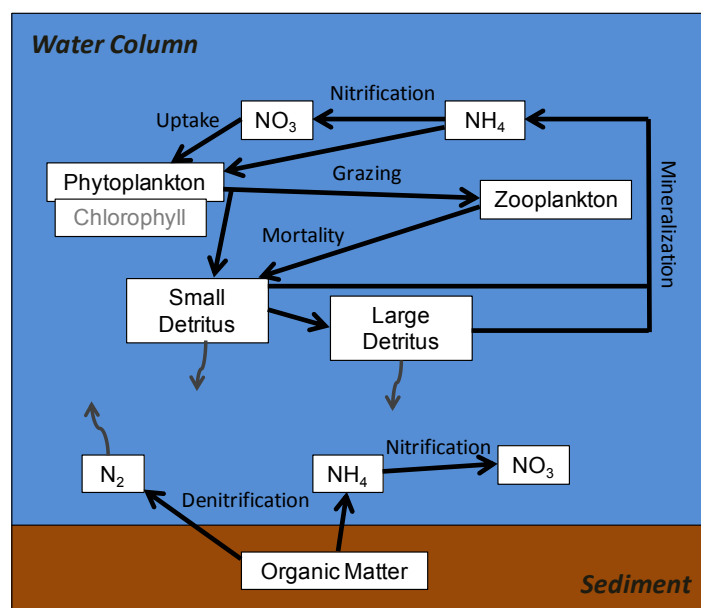 Water Column
Nitrification
Uptake
NO3
NH4
Phytoplankton
Grazing
Mineralization
Chlorophyll
Zooplankton
Mortality
Small
Detritus
Large
Detritus
Nitrification
N2
NH4
NO3
Denitrification
Organic Matter
Sediment